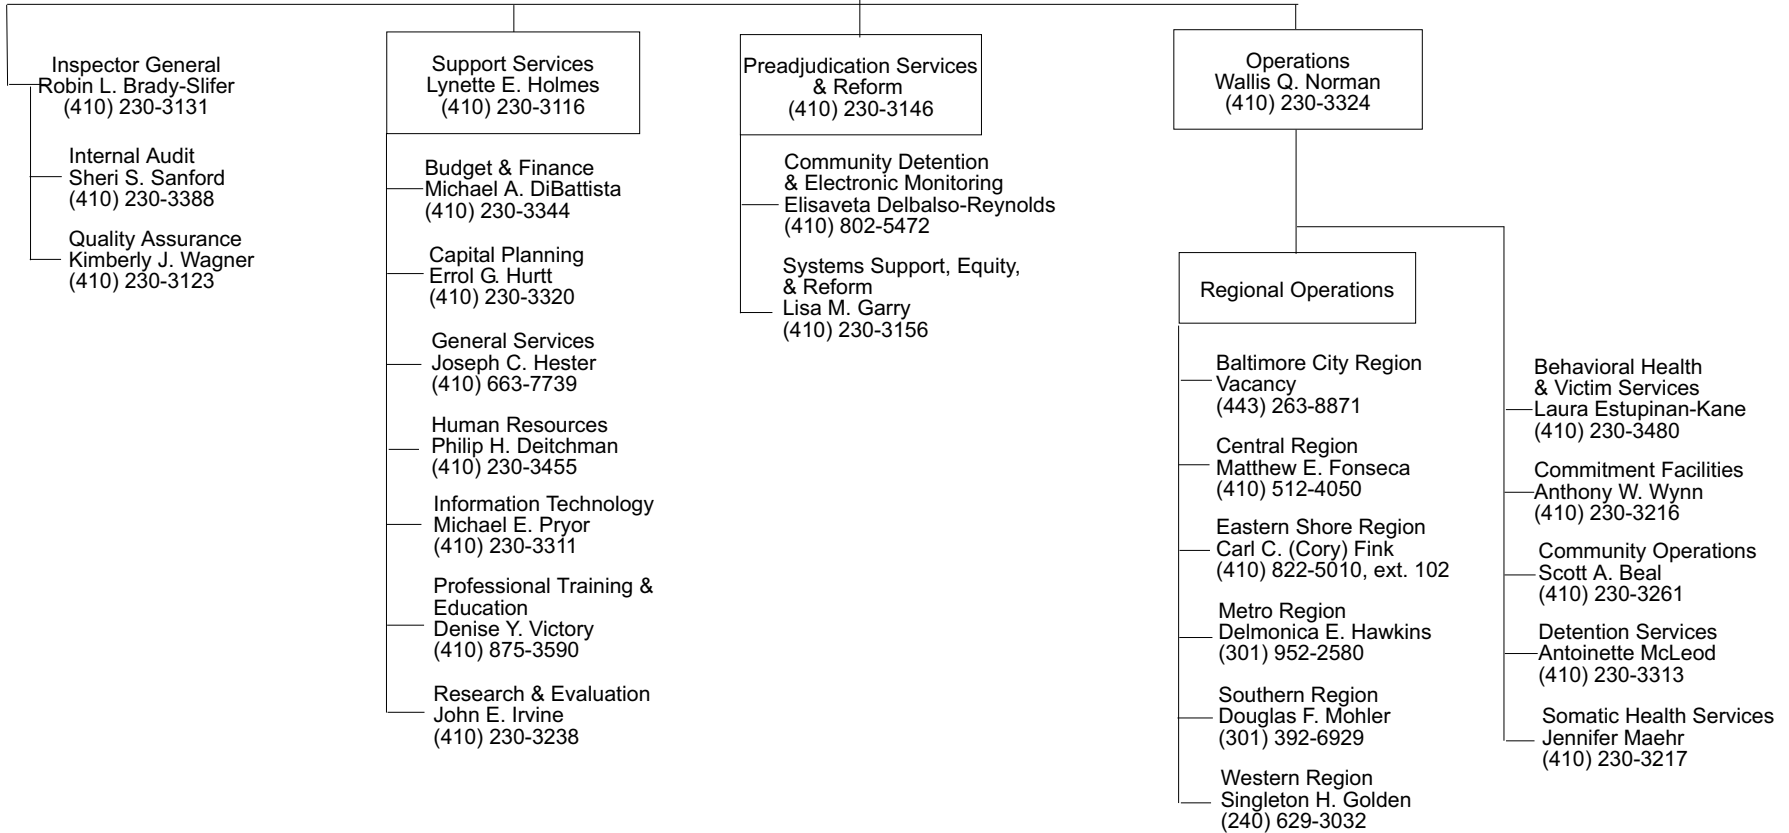 Inspector General
Robin L. Brady-Slifer
(410) 230-3131
Internal Audit
Sheri S. Sanford
(410) 230-3388
Quality Assurance
Kimberly J. Wagner
(410) 230-3123
Support Services
Lynette E. Holmes
(410) 230-3116
Budget & Finance
Michael A. DiBattista
(410) 230-3344
Capital Planning
Errol G. Hurtt
(410) 230-3320
General Services
Joseph C. Hester
(410) 663-7739
Human Resources
Philip H. Deitchman
(410) 230-3455
Information Technology
Michael E. Pryor
(410) 230-3311
Professional Training &
Education
Denise Y. Victory
(410) 875-3590
Research & Evaluation
John E. Irvine
(410) 230-3238
Preadjudication Services
& Reform
(410) 230-3146
Community Detention
& Electronic Monitoring
Elisaveta Delbalso-Reynolds
(410) 802-5472
Systems Support, Equity,
& Reform
Lisa M. Garry
(410) 230-3156
Operations
Wallis Q. Norman
(410) 230-3324
Regional Operations
Baltimore City Region
Vacancy
(443) 263-8871
Central Region
Matthew E. Fonseca
(410) 512-4050
Eastern Shore Region
Carl C. (Cory) Fink
(410) 822-5010, ext. 102
Metro Region
Delmonica E. Hawkins
(301) 952-2580
Southern Region
Douglas F. Mohler
(301) 392-6929
Western Region
Singleton H. Golden
(240) 629-3032
Behavioral Health
& Victim Services
Laura Estupinan-Kane
(410) 230-3480
Commitment Facilities
Anthony W. Wynn
(410) 230-3216
Community Operations
Scott A. Beal
(410) 230-3261
Detention Services
Antoinette McLeod
(410) 230-3313
Somatic Health Services
Jennifer Maehr
(410) 230-3217